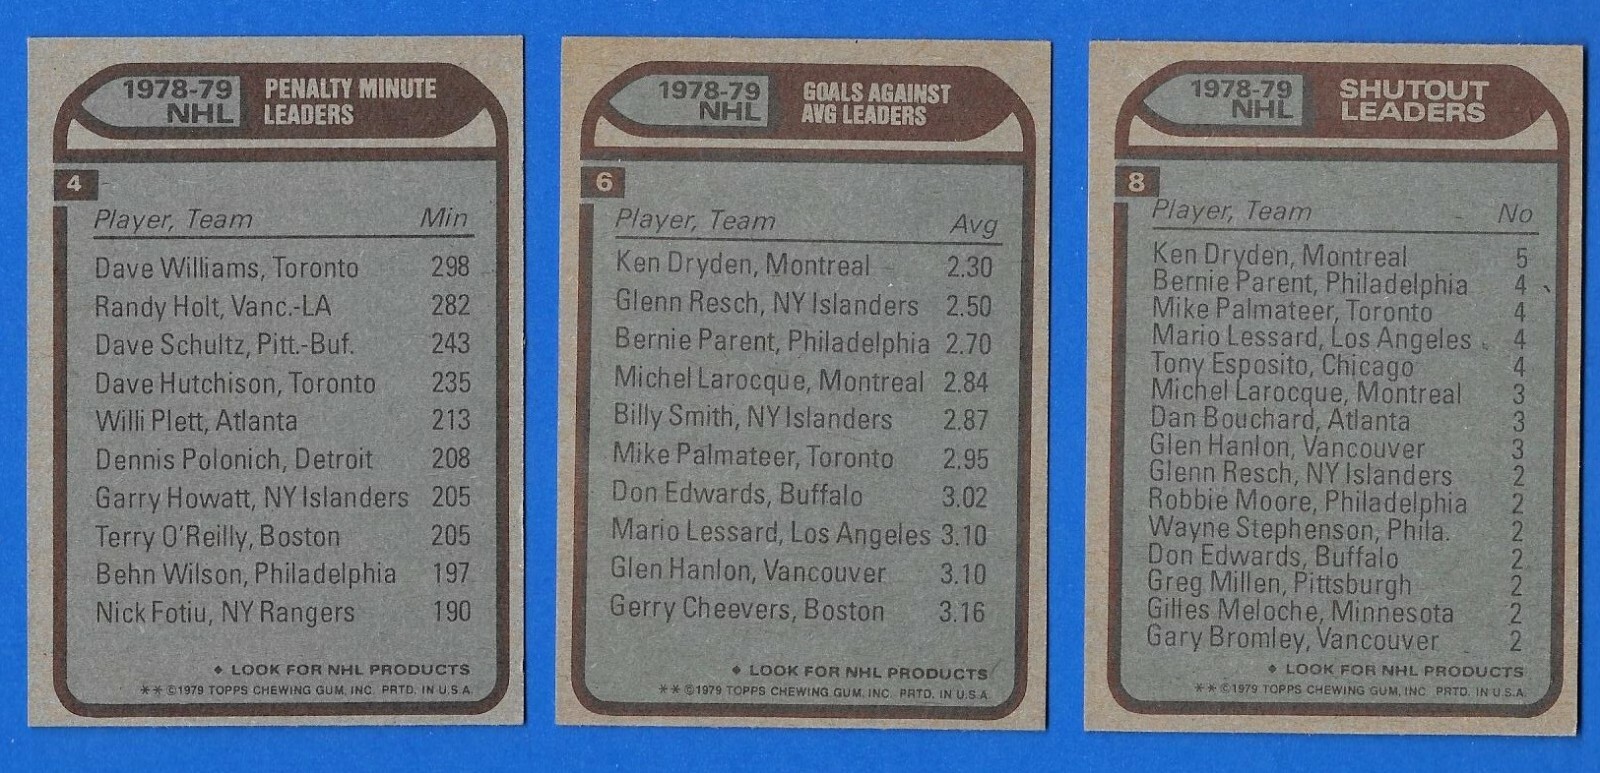 1978-79 NHL
PENALTY MINUTE
LEADERS
4
Player, Team Min
Dave Williams, Toronto 298
Randy Holt, Vanc.-LA 282
Dave Schultz, Pitt.-Buf. 243
Dave Hutchison, Toronto 235
Willi Plett, Atlanta 213
Dennis Polonich, Detroit 208
Garry Howatt, NY Islanders 205
Terry O'Reilly, Boston 205
Behn Wilson, Philadelphia 197
Nick Fotiu, NY Rangers 190
◆ LOOK FOR NHL PRODUCTS
** ©1979 TOPPS CHEWING GUM, INC. PRTD. IN U.S.A.
1978-79 NHL
GOALS AGAINST
AVG LEADERS
6
Player, Team Avg
Ken Dryden, Montreal 2.30
Glenn Resch, NY Islanders 2.50
Bernie Parent, Philadelphia 2.70
Michel Larocque, Montreal 2.84
Billy Smith, NY Islanders 2.87
Mike Palmateer, Toronto 2.95
Don Edwards, Buffalo 3.02
Mario Lessard, Los Angeles 3.10
Glen Hanlon, Vancouver 3.10
Gerry Cheevers, Boston 3.16
◆ LOOK FOR NHL PRODUCTS
** ©1979 TOPPS CHEWING GUM, INC. PRTD. IN U.S.A.
1978-79 NHL
SHUTOUT
LEADERS
8
Player, Team No
Ken Dryden, Montreal 5
Bernie Parent, Philadelphia 4
Mike Palmateer, Toronto 4
Mario Lessard, Los Angeles 4
Tony Esposito, Chicago 4
Michel Larocque, Montreal 3
Dan Bouchard, Atlanta 3
Glen Hanlon, Vancouver 3
Glenn Resch, NY Islanders 2
Robbie Moore, Philadelphia 2
Wayne Stephenson, Phila. 2
Don Edwards, Buffalo 2
Greg Millen, Pittsburgh 2
Gilles Meloche, Minnesota 2
Gary Bromley, Vancouver 2
◆ LOOK FOR NHL PRODUCTS
** ©1979 TOPPS CHEWING GUM, INC PRTD. IN U.S.A.